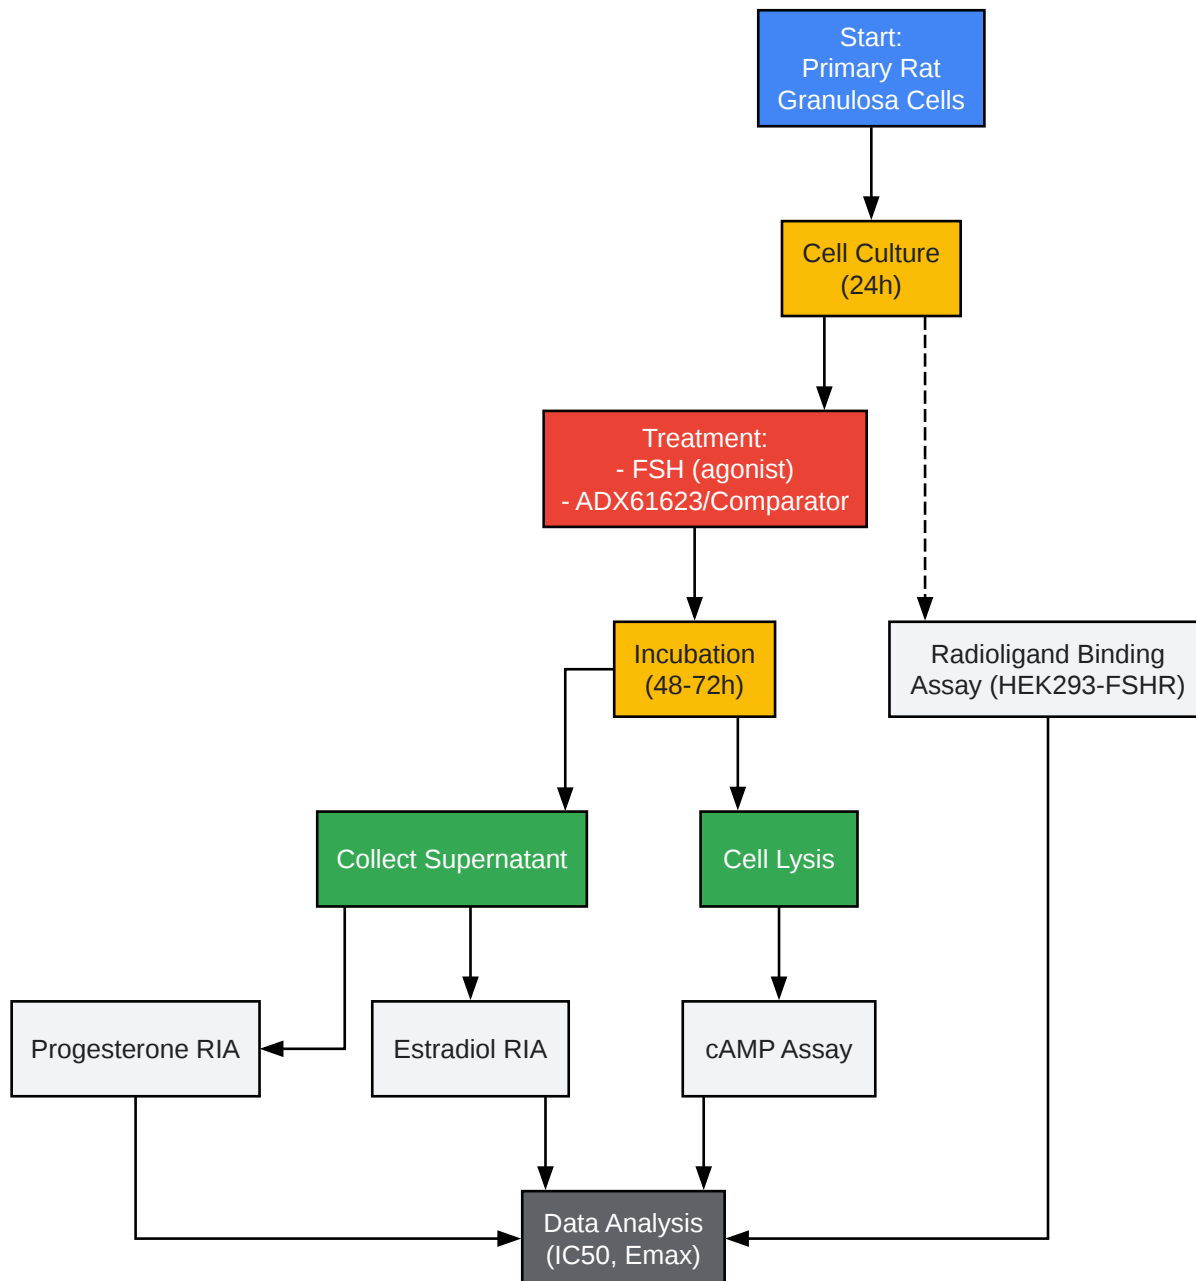 Start:
Primary Rat
Granulosa Cells
Cell Culture
(24h)
Treatment:
- FSH (agonist)
- ADX61623/Comparator
Incubation
(48-72h)
Radioligand Binding
Assay (HEK293-FSHR)
Collect Supernatant
Cell Lysis
Progesterone RIA
Estradiol RIA
cAMP Assay
Data Analysis
(IC50, Emax)